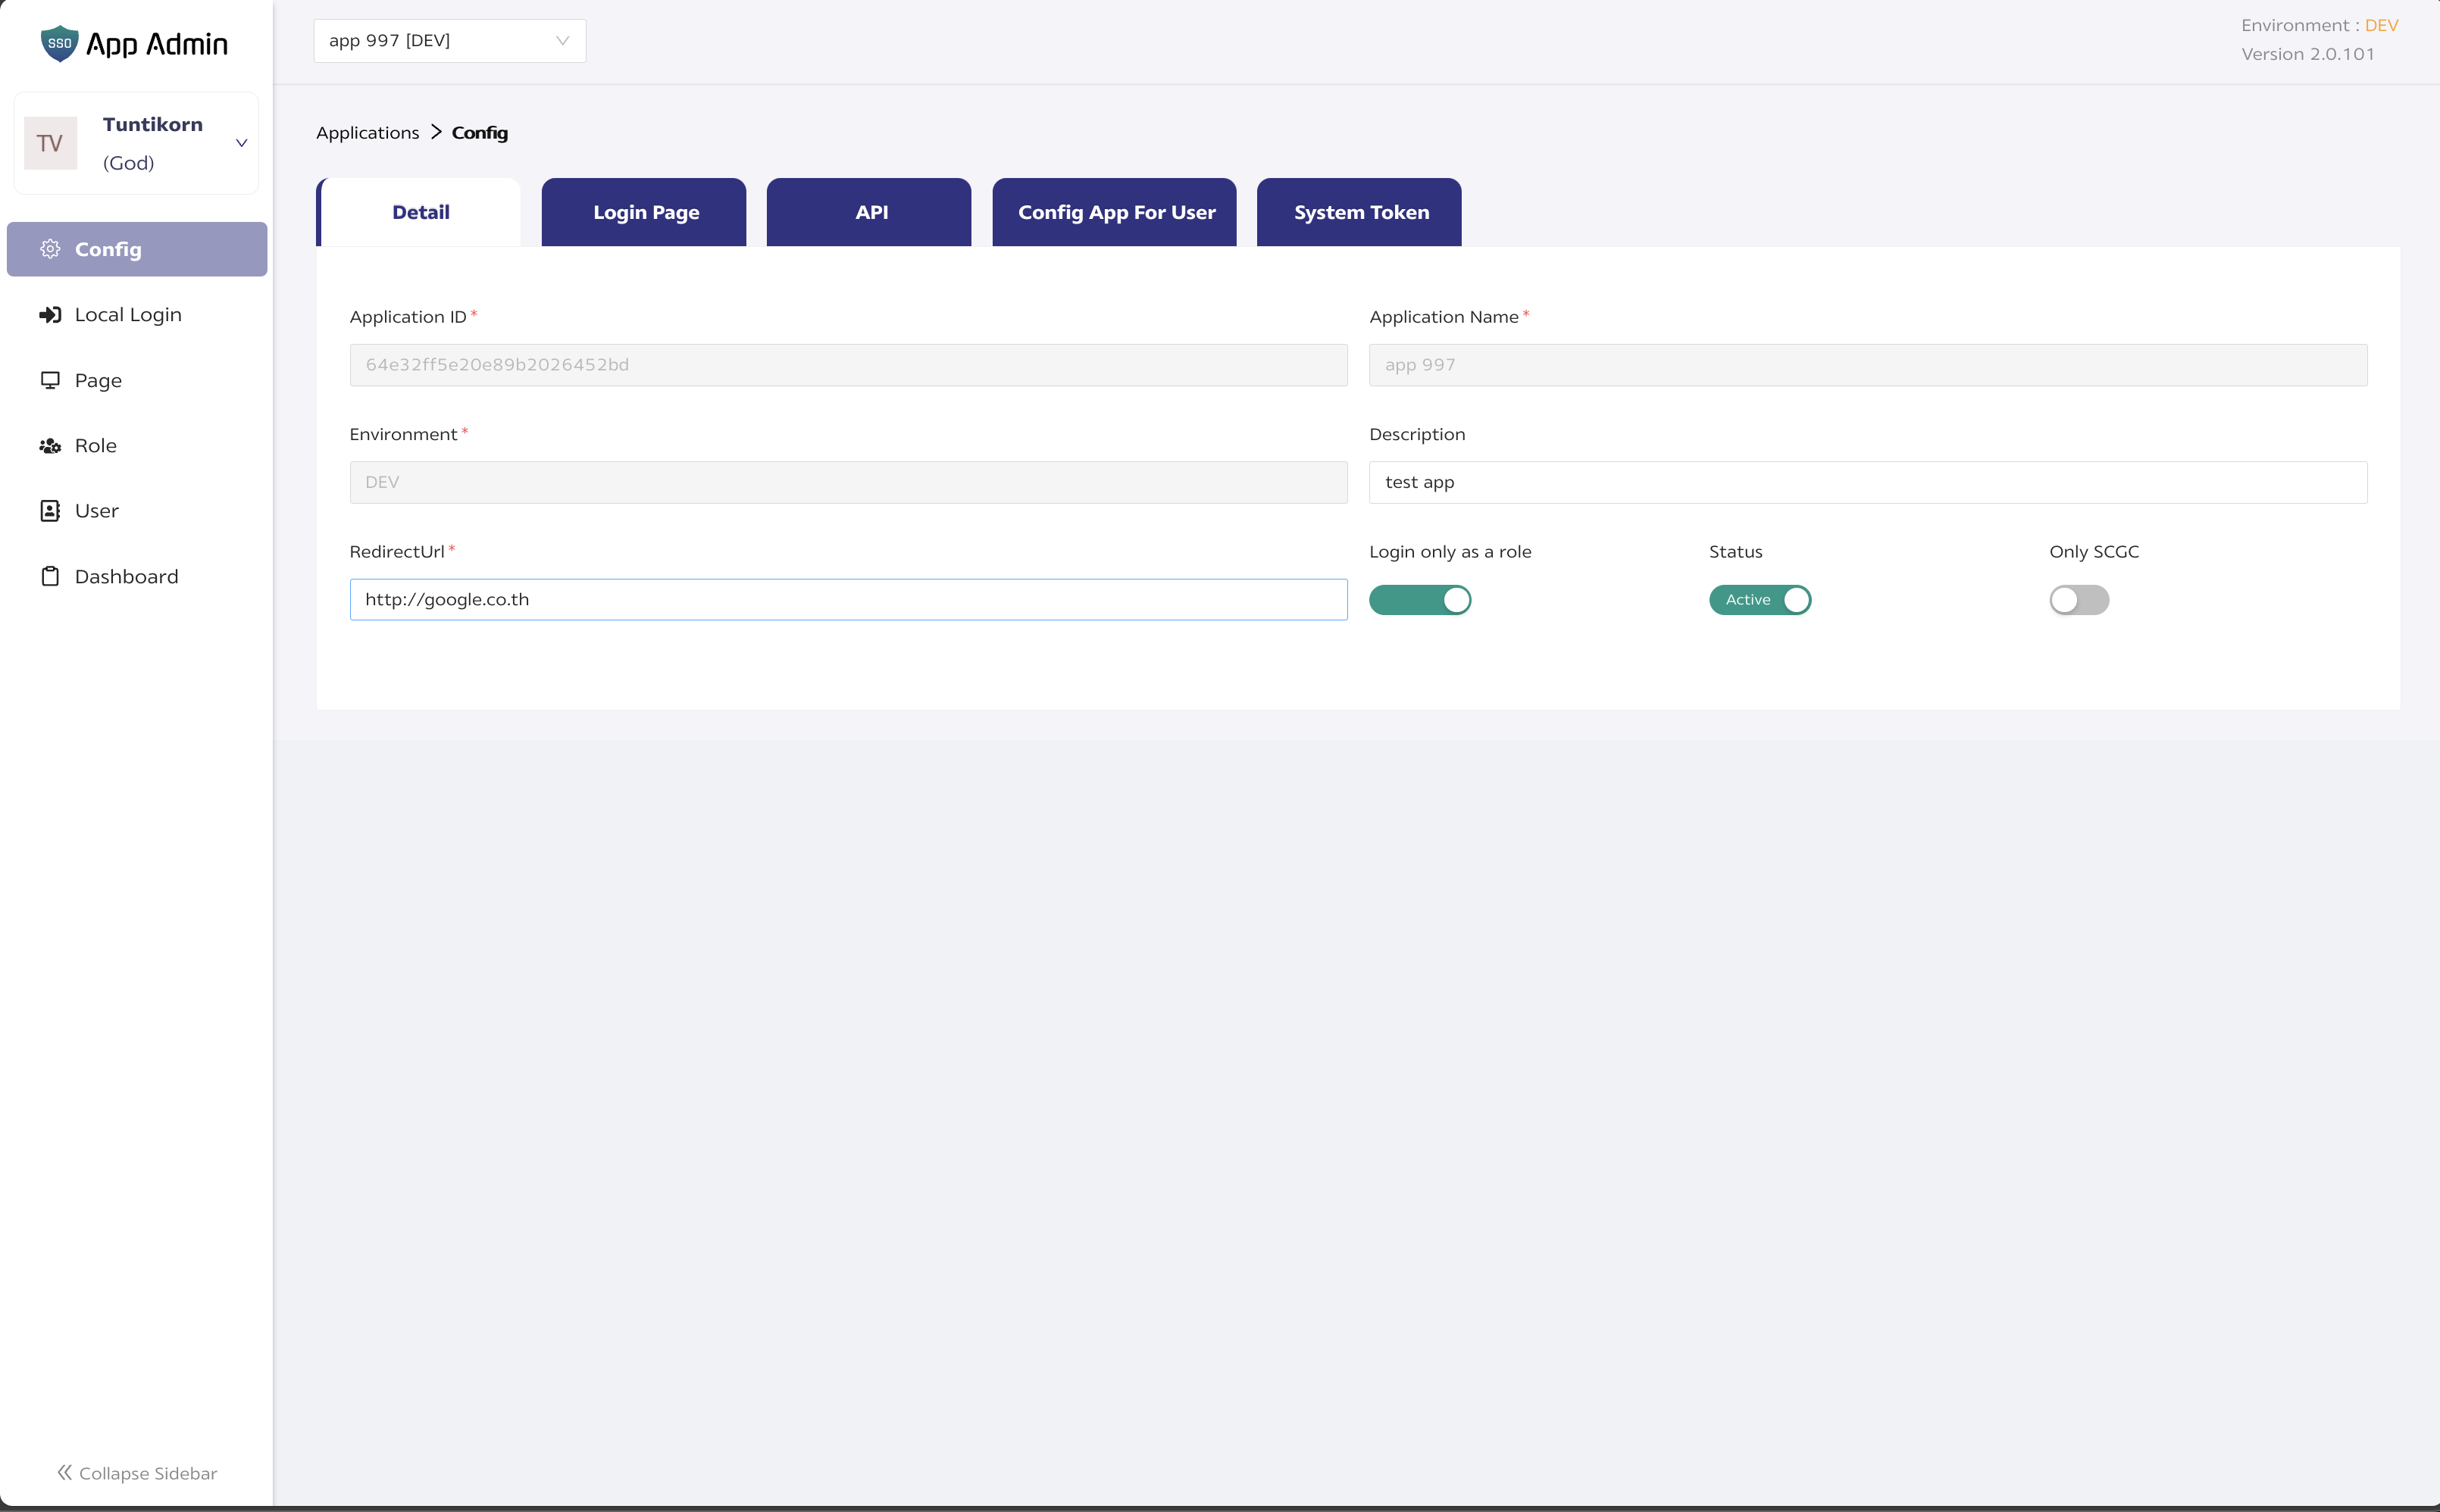 SSO App Admin
TV
Tuntikorn
(God)
Config
Local Login
Page
Role
User
Dashboard
Collapse Sidebar
app 997 [DEV]
Environment : DEV
Version 2.0.101
Applications > Config
Detail
Login Page
API
Config App For User
System Token
Application ID *
64e32ff5e20e89b2026452bd
Application Name *
app 997
Environment *
DEV
Description
test app
RedirectUrl *
http://google.co.th
Login only as a role
Status
Active
Only SCGC